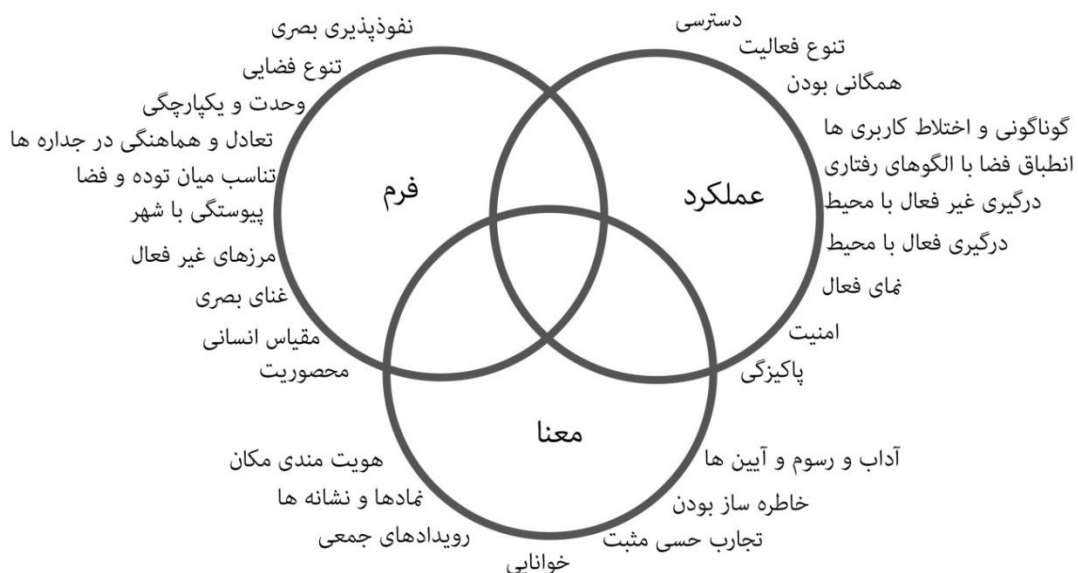 دسترسی
تنوع فعالیت
همگانی بودن
گوناگونی و اختلاط کاربری ها
انطباق فضا با الگوهای رفتاری
درگیری غیر فعال با محیط
درگیری فعال با محیط
نمای فعال
امنیت
پاکیزگی
عملکرد
نفوذپذیری بصری
تنوع فضایی
وحدت و یکپارچگی
تعادل و هماهنگی در جداره ها
تناسب میان توده و فضا
پیوستگی با شهر
مرزهای غیر فعال
غنای بصری
مقیاس انسانی
محصوریت
فرم
معنا
آداب و رسوم و آیین ها
خاطره ساز بودن
تجارب حسی مثبت
خوانایی
رویدادهای جمعی
نمادها و نشانه ها
هویت مندی مکان